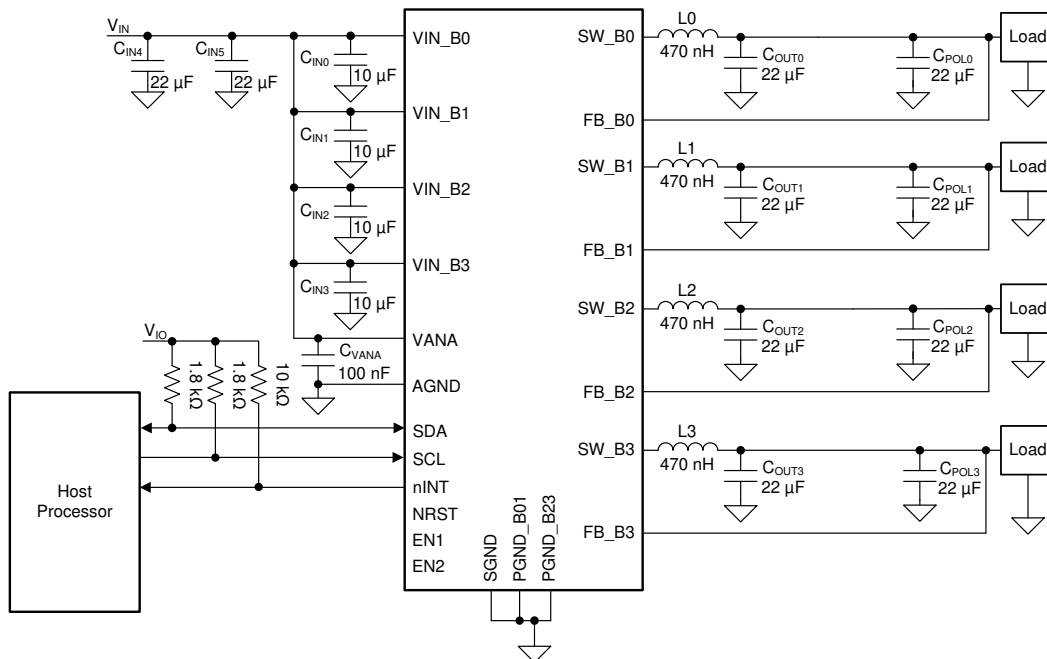 VIN
CIN4
22 µF
CIN5
22 µF
CIN0
10 µF
CIN1
10 µF
CIN2
10 µF
CIN3
10 µF
CVANA
100 nF
VIO
1.8 kΩ
1.8 kΩ
10 kΩ
Host
Processor
VIN_B0
VIN_B1
VIN_B2
VIN_B3
VANA
AGND
SDA
SCL
nINT
NRST
EN1
EN2
SGND
PGND_B01
PGND_B23
SW_B0
FB_B0
SW_B1
FB_B1
SW_B2
FB_B2
SW_B3
FB_B3
L0
470 nH
COUT0
22 µF
CPOL0
22 µF
Load
L1
470 nH
COUT1
22 µF
CPOL1
22 µF
Load
L2
470 nH
COUT2
22 µF
CPOL2
22 µF
Load
L3
470 nH
COUT3
22 µF
CPOL3
22 µF
Load